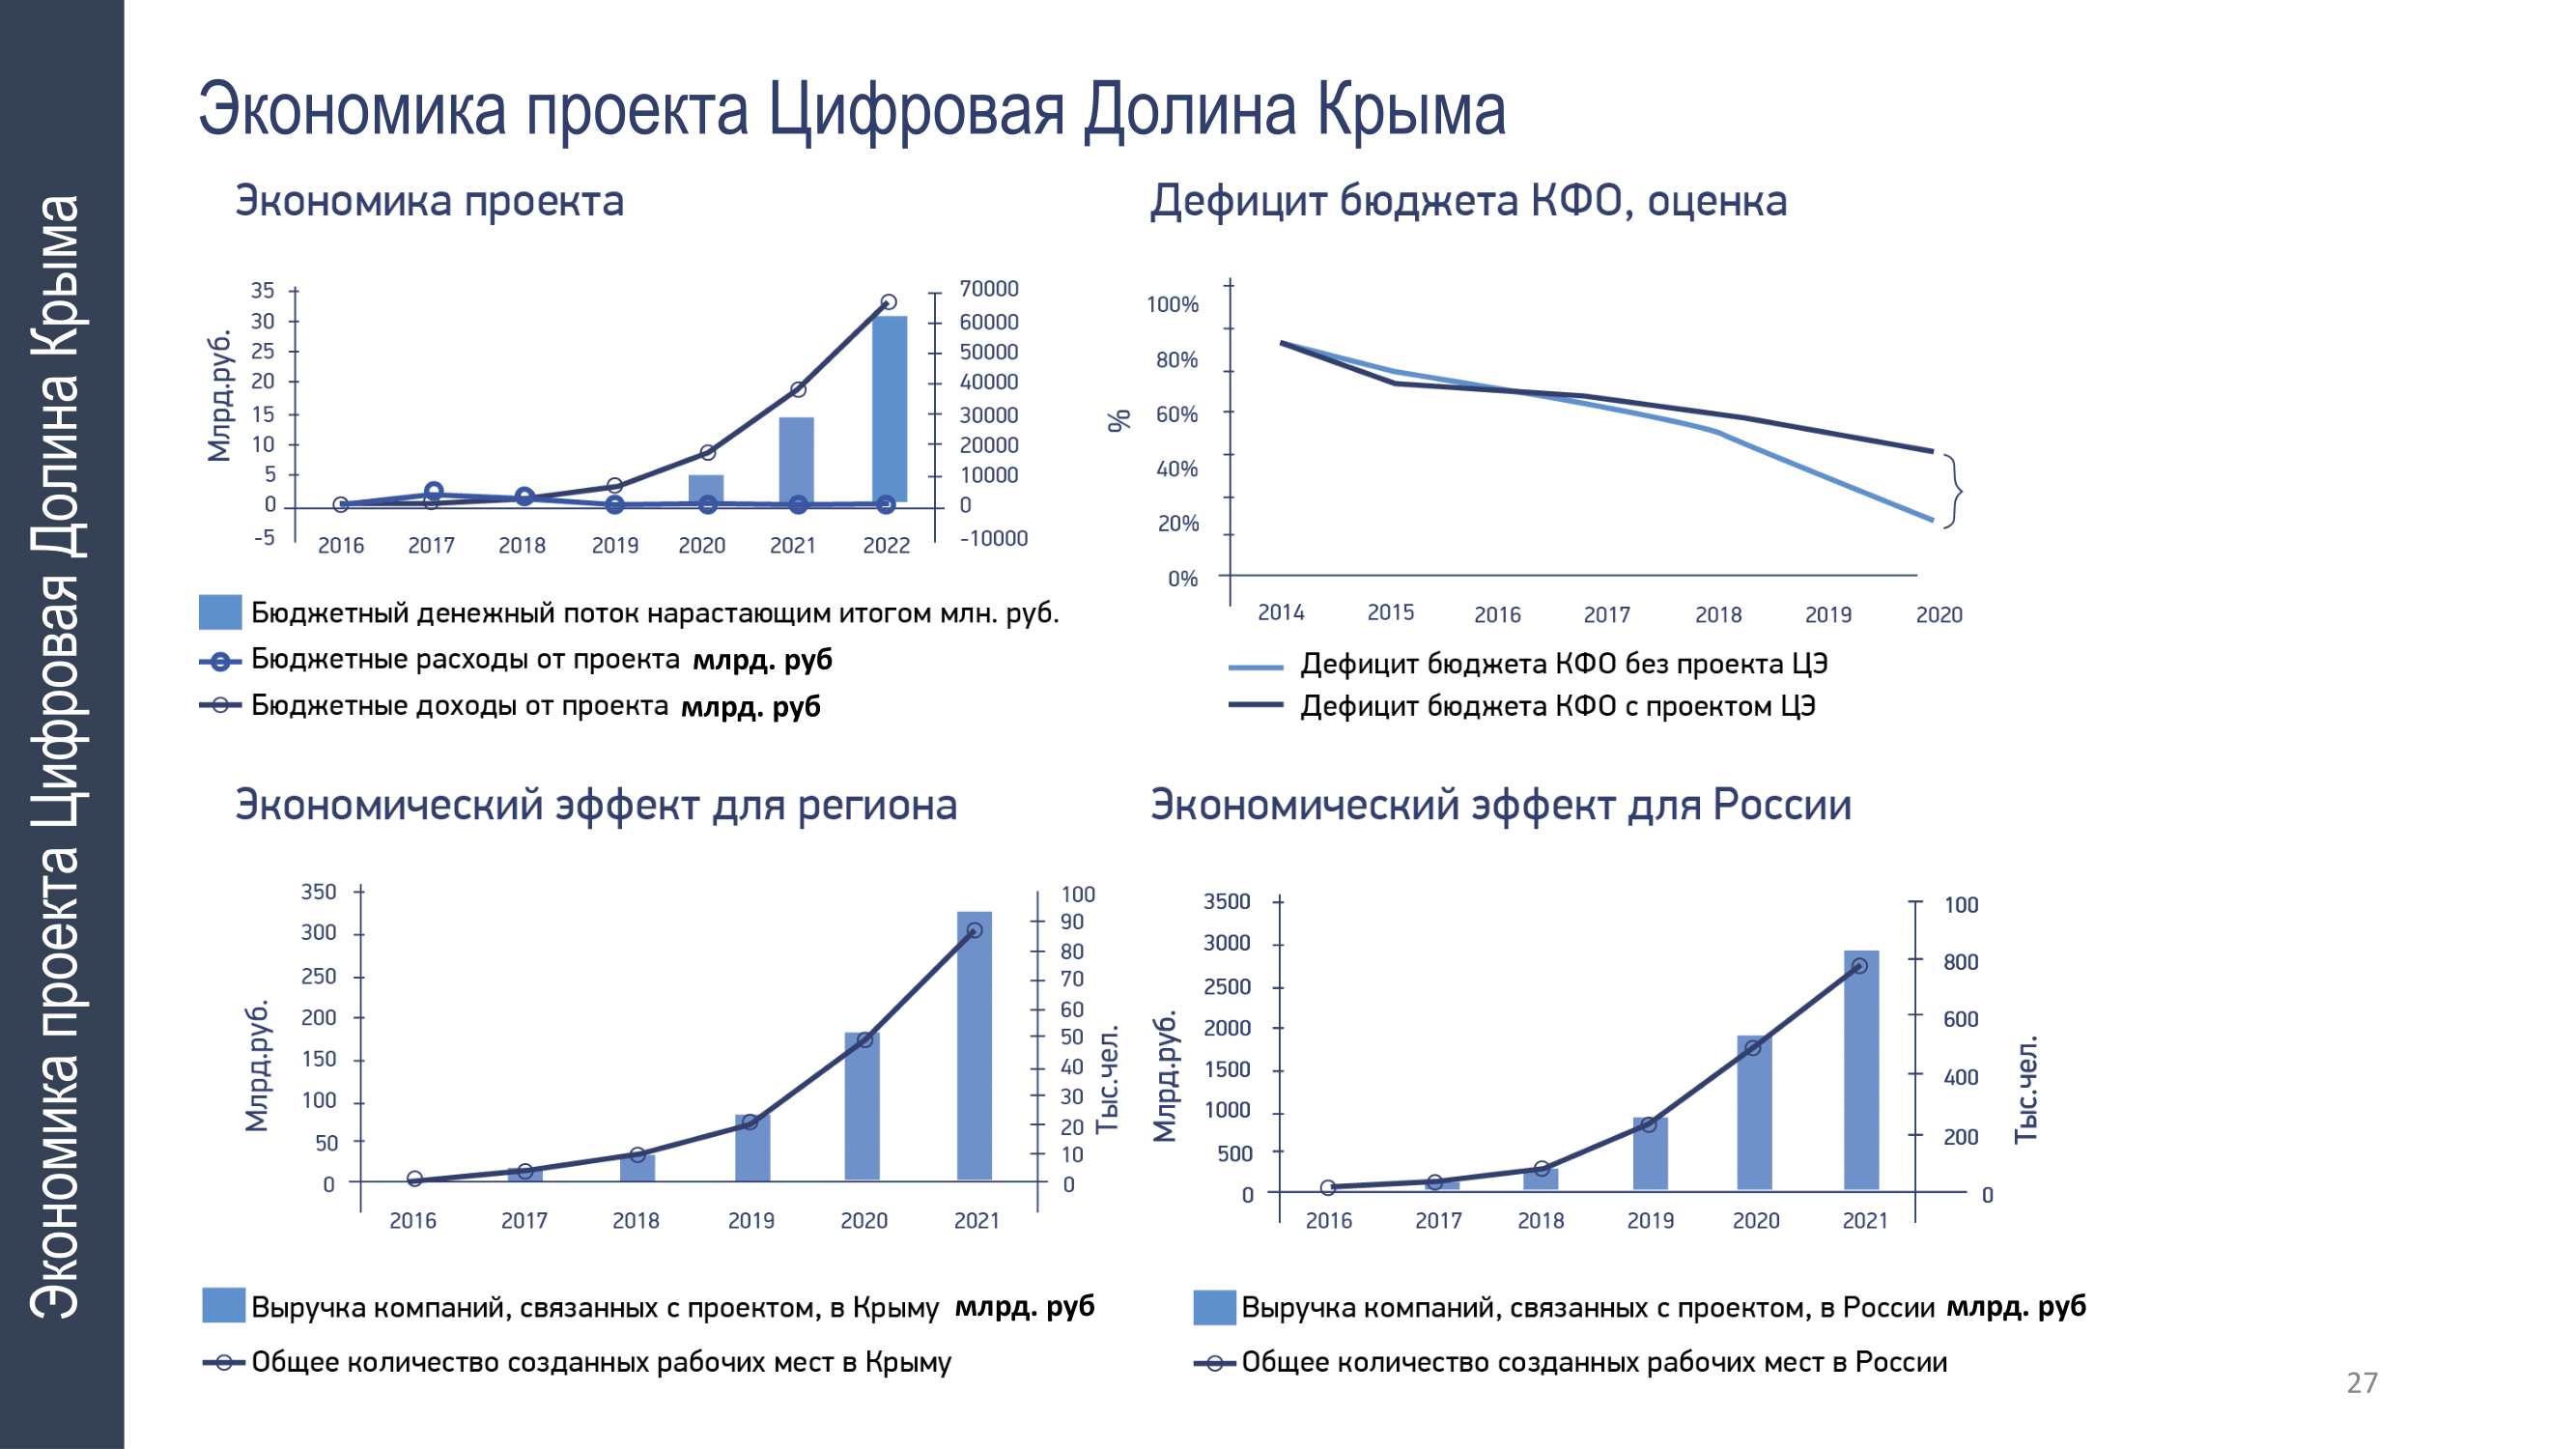 Экономика проекта Цифровая Долина Крыма
Экономика проекта Цифровая Долина Крыма
Экономика проекта
Млрд.руб.
35
30
25
20
15
10
5
0
-5
70000
60000
50000
40000
30000
20000
10000
0
-10000
2016 2017 2018 2019 2020 2021 2022
Бюджетный денежный поток нарастающим итогом млн. руб.
Бюджетные расходы от проекта млрд. руб
Бюджетные доходы от проекта млрд. руб
Дефицит бюджета КФО, оценка
%
100%
80%
60%
40%
20%
0%
2014 2015 2016 2017 2018 2019 2020
Дефицит бюджета КФО без проекта ЦЭ
Дефицит бюджета КФО с проектом ЦЭ
Экономический эффект для региона
Млрд.руб.
350
300
250
200
150
100
50
0
100
90
80
70
60
50
40
30
20
10
0
Тыс.чел.
2016 2017 2018 2019 2020 2021
Выручка компаний, связанных с проектом, в Крыму млрд. руб
Общее количество созданных рабочих мест в Крыму
Экономический эффект для России
Млрд.руб.
3500
3000
2500
2000
1500
1000
500
0
100
800
600
400
200
0
Тыс.чел.
2016 2017 2018 2019 2020 2021
Выручка компаний, связанных с проектом, в России млрд. руб
Общее количество созданных рабочих мест в России
27